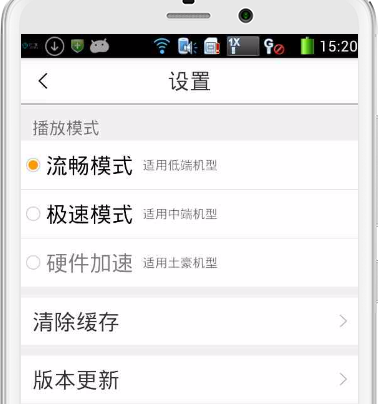 1X
15:20
设置
播放模式
流畅模式 适用低端机型
极速模式 适用中端机型
硬件加速 适用土豪机型
清除缓存
版本更新